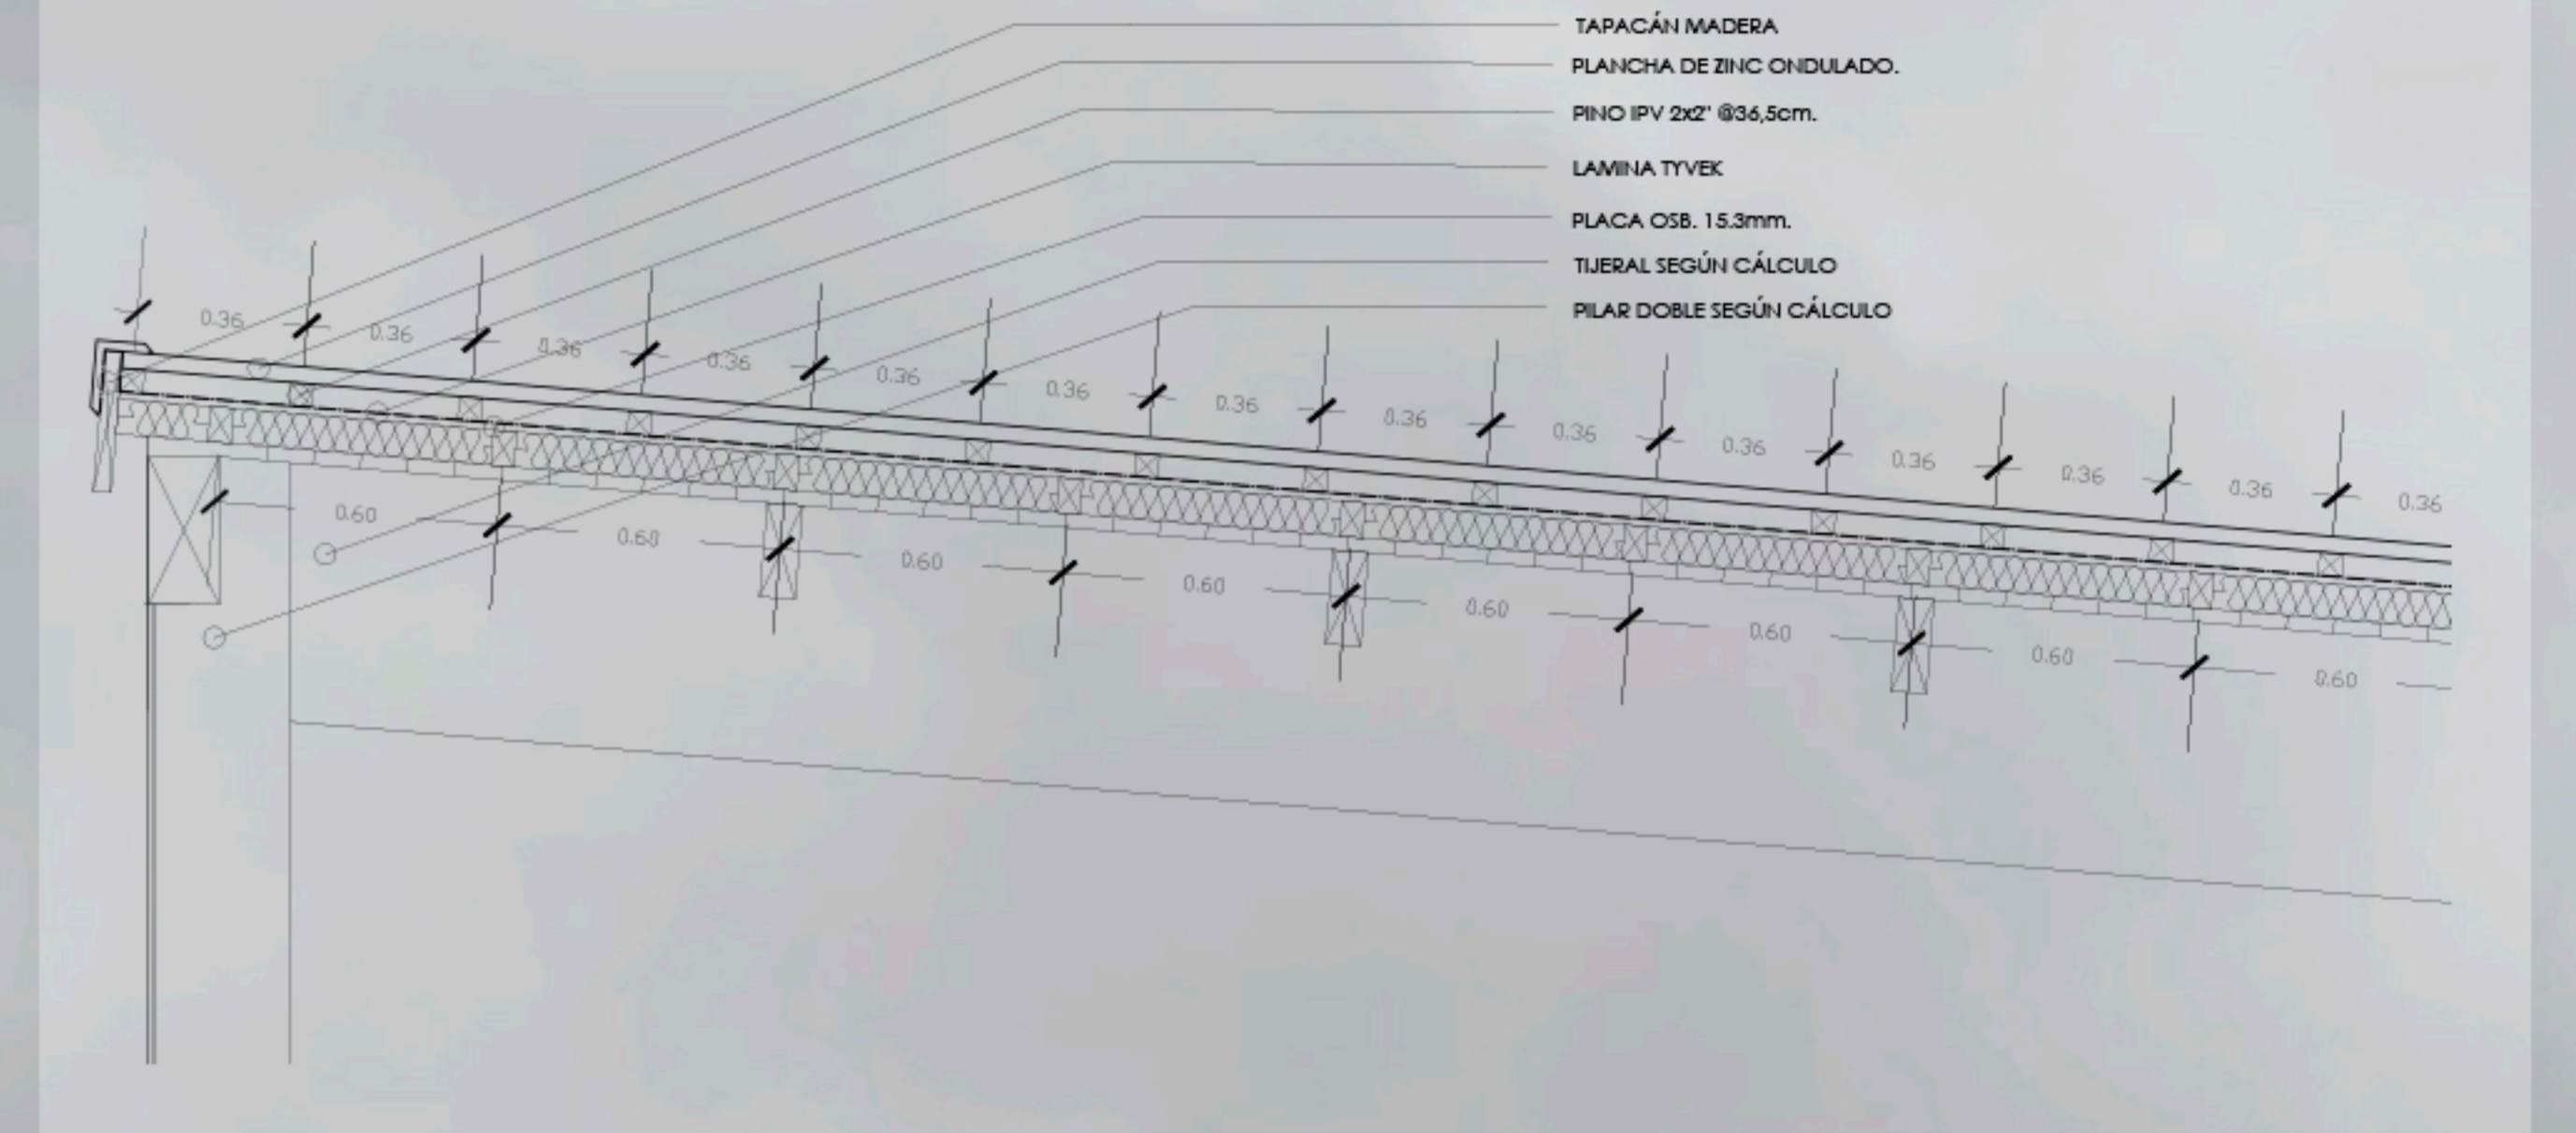 TAPACÁN MADERA
PLANCHA DE ZINC ONDULADO.
PINO IPV 2x2" @36,5cm.
LAMINA TYVEK
PLACA OSB. 15.3mm.
TIJERAL SEGÚN CÁLCULO
PILAR DOBLE SEGÚN CÁLCULO
0.36 0.36 0.36 0.36 0.36 0.36 0.36 0.36 0.36 0.36 0.36 0.36 0.36 0.36
0.60 0.60 0.60 0.60 0.60 0.60 0.60 0.60